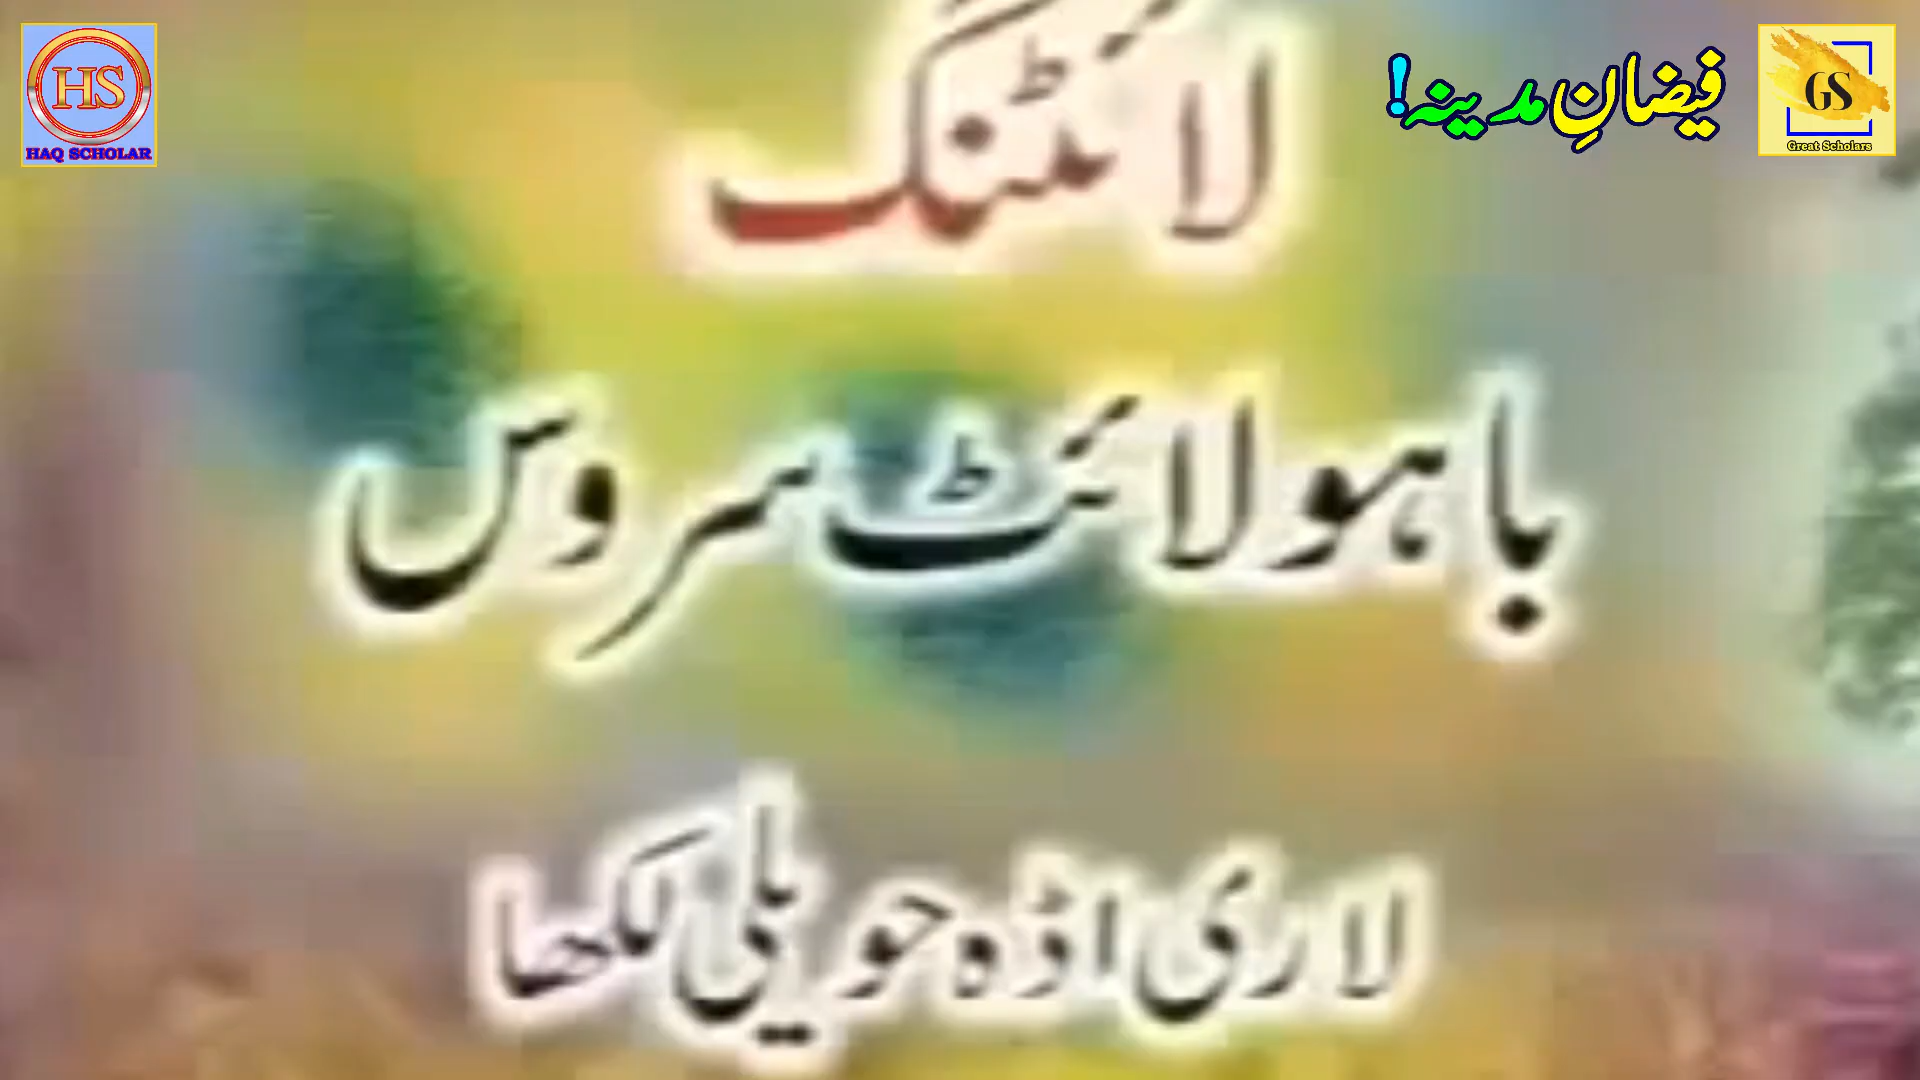 HS
HAQ SCHOLAR
فیضانِ مدینہ!
GS
Great Scholars
لائٹنگ
باہو لائٹ سروس
لاری اڈہ حویلی لکھا